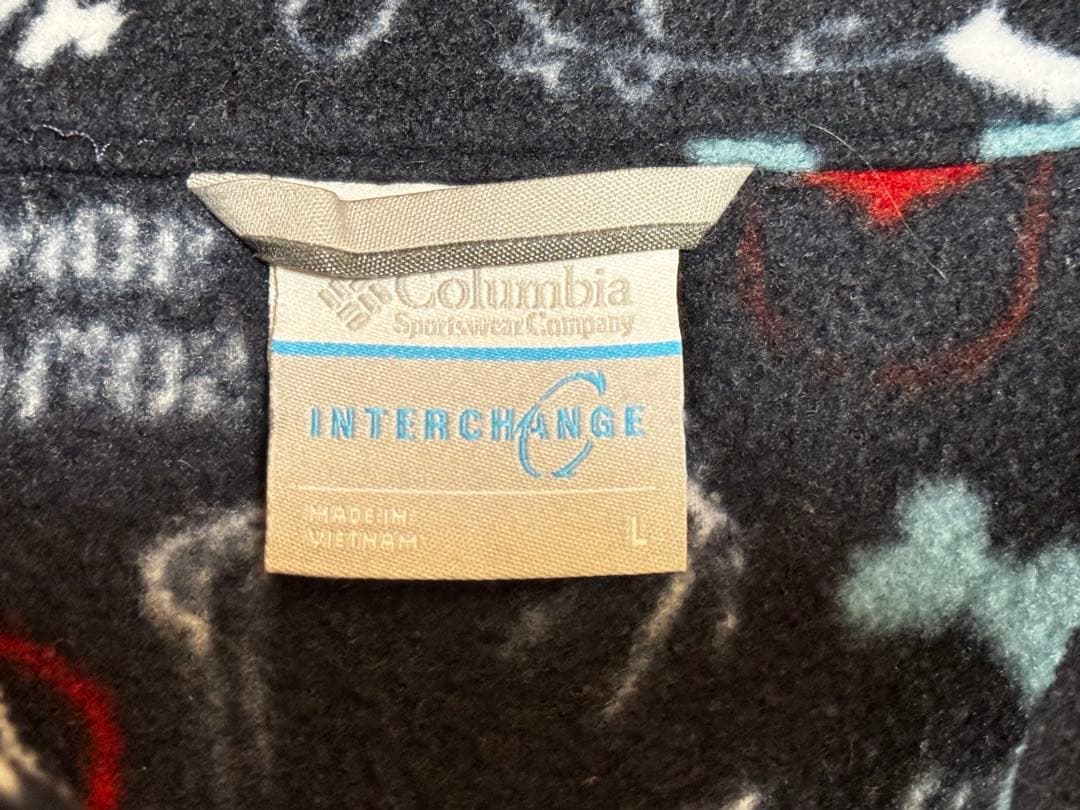 Columbia
Sportswear Company
INTERCHANGE
MADE IN
VIETNAM
L